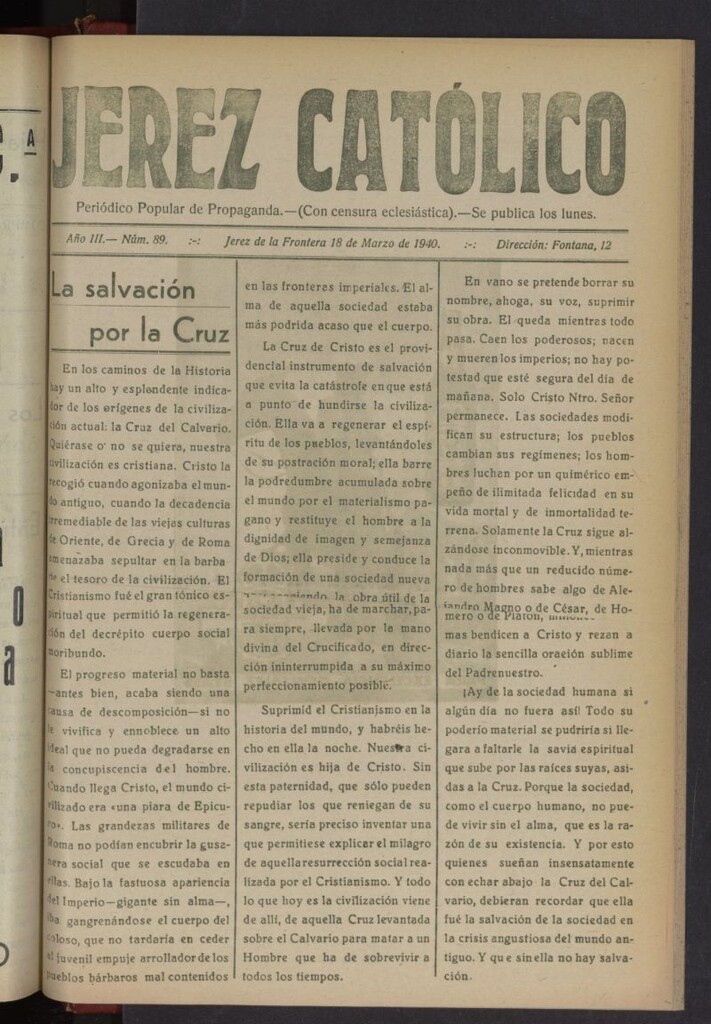 JEREZ CATÓLICO
Periódico Popular de Propaganda.—(Con censura eclesiástica).—Se publica los lunes.
Año III.— Núm. 89. :-: Jerez de la Frontera 18 de Marzo de 1940. :-: Dirección: Fontana, 12
La salvación
por la Cruz
En los caminos de la Historia
hay un alto y esplendente indica-
dor de los orígenes de la civiliza-
ción actual: la Cruz del Calvario.
Quiérase o no se quiera, nuestra
civilización es cristiana. Cristo la
recogió cuando agonizaba el mun-
do antiguo, cuando la decadencia
irremediable de las viejas culturas
de Oriente, de Grecia y de Roma
amenazaba sepultar en la barba
el tesoro de la civilización. El
Cristianismo fué el gran tónico es-
piritual que permitió la regenera-
ción del decrépito cuerpo social
moribundo.
El progreso material no basta
—antes bien, acaba siendo una
causa de descomposición—si no
le vivifica y ennoblece un alto
ideal que no pueda degradarse en
la concupiscencia del hombre.
Cuando llega Cristo, el mundo ci-
vilizado era «una piara de Epicu-
ro». Las grandezas militares de
Roma no podían encubrir la gusa-
nera social que se escudaba en
ellas. Bajo la fastuosa apariencia
del Imperio—gigante sin alma—,
iba gangrenándose el cuerpo del
coloso, que no tardaría en ceder
al juvenil empuje arrollador de los
pueblos bárbaros mal contenidos
en las fronteras imperiales. El al-
ma de aquella sociedad estaba
más podrida acaso que el cuerpo.
La Cruz de Cristo es el provi-
dencial instrumento de salvación
que evita la catástrofe en que está
a punto de hundirse la civiliza-
ción. Ella va a regenerar el espí-
ritu de los pueblos, levantándoles
de su postración moral; ella barre
la podredumbre acumulada sobre
el mundo por el materialismo pa-
gano y restituye el hombre a la
dignidad de imagen y semejanza
de Dios; ella preside y conduce la
formación de una sociedad nueva
la obra útil de la
sociedad vieja, ha de marchar, pa-
ra siempre, llevada por la mano
divina del Crucificado, en direc-
ción ininterrumpida a su máximo
perfeccionamiento posible.
Suprimid el Cristianismo en la
historia del mundo, y habréis he-
cho en ella la noche. Nuestra ci-
vilización es hija de Cristo. Sin
esta paternidad, que sólo pueden
repudiar los que reniegan de su
sangre, sería preciso inventar una
que permitiese explicar el milagro
de aquella resurrección social rea-
lizada por el Cristianismo. Y todo
lo que hoy es la civilización viene
de allí, de aquella Cruz levantada
sobre el Calvario para matar a un
Hombre que ha de sobrevivir a
todos los tiempos.
En vano se pretende borrar su
nombre, ahoga, su voz, suprimir
su obra. El queda mientras todo
pasa. Caen los poderosos; nacen
y mueren los imperios; no hay po-
testad que esté segura del día de
mañana. Solo Cristo Ntro. Señor
permanece. Las sociedades modi-
fican su estructura; los pueblos
cambian sus regímenes; los hom-
bres luchan por un quimérico em-
peño de ilimitada felicidad en su
vida mortal y de inmortalidad te-
rrena. Solamente la Cruz sigue al-
zándose inconmovible. Y, mientras
nada más que un reducido núme-
ro de hombres sabe algo de Ale-
jandro Magno o de César, de Ho-
mero o de Platón,
mas bendicen a Cristo y rezan a
diario la sencilla oración sublime
del Padrenuestro.
¡Ay de la sociedad humana si
algún día no fuera así! Todo su
poderío material se pudriría si lle-
gara a faltarle la savia espiritual
que sube por las raíces suyas, asi-
das a la Cruz. Porque la sociedad,
como el cuerpo humano, no pue-
de vivir sin el alma, que es la ra-
zón de su existencia. Y por esto
quienes sueñan insensatamente
con echar abajo la Cruz del Cal-
vario, debieran recordar que ella
fué la salvación de la sociedad en
la crisis angustiosa del mundo an-
tiguo. Y que sin ella no hay salva-
ción.